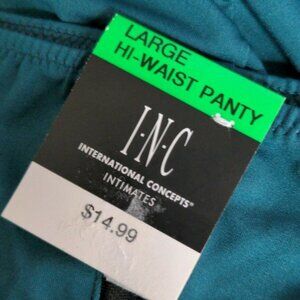 LARGE
HI-WAIST PANTY
I·N·C
INTERNATIONAL CONCEPTS®
INTIMATES
$14.99